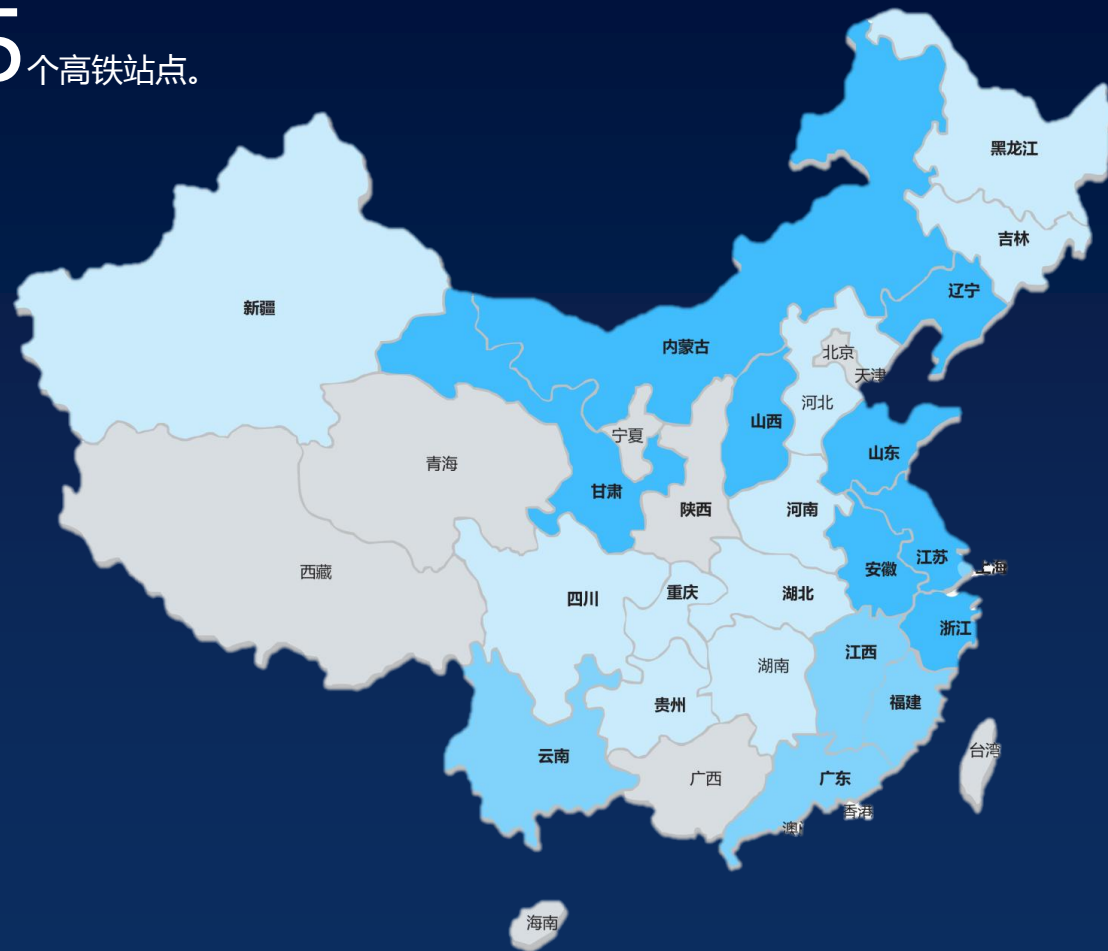 5个高铁站点。
黑龙江
吉林
新疆
辽宁
内蒙古
北京
天津
河北
山西
宁夏
山东
青海
甘肃
陕西
河南
江苏
上海
安徽
西藏
重庆
湖北
四川
浙江
江西
湖南
福建
贵州
台湾
云南
广西
广东
香港
澳
海南